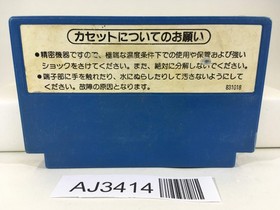 カセットについてのお願い
●精密機器ですので、極端な温度条件下での使用や保管および強い
ショックをさけてください。また、絶対に分解しないでください。
●端子部に手を触れたり、水にぬらしたりして汚さないようにして
ください。故障の原因となります。
801018
AJ3414